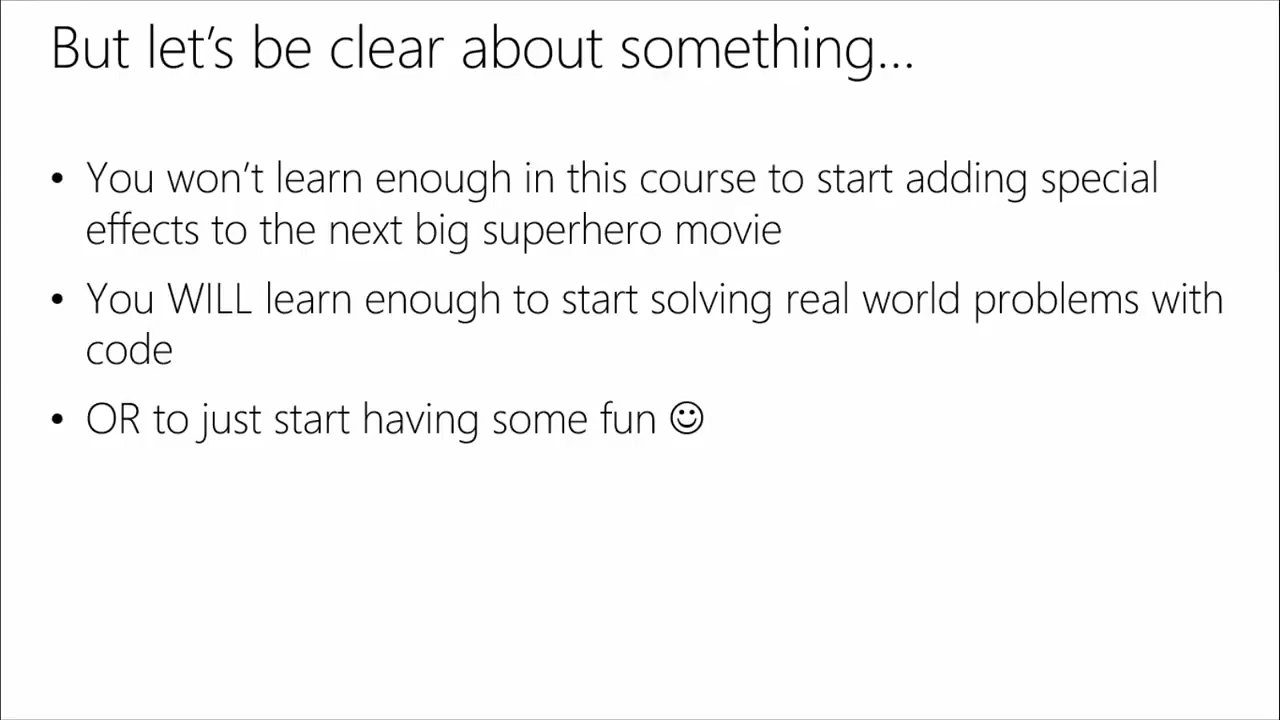 But let’s be clear about something…
• You won’t learn enough in this course to start adding special
effects to the next big superhero movie
• You WILL learn enough to start solving real world problems with
code
• OR to just start having some fun ☺